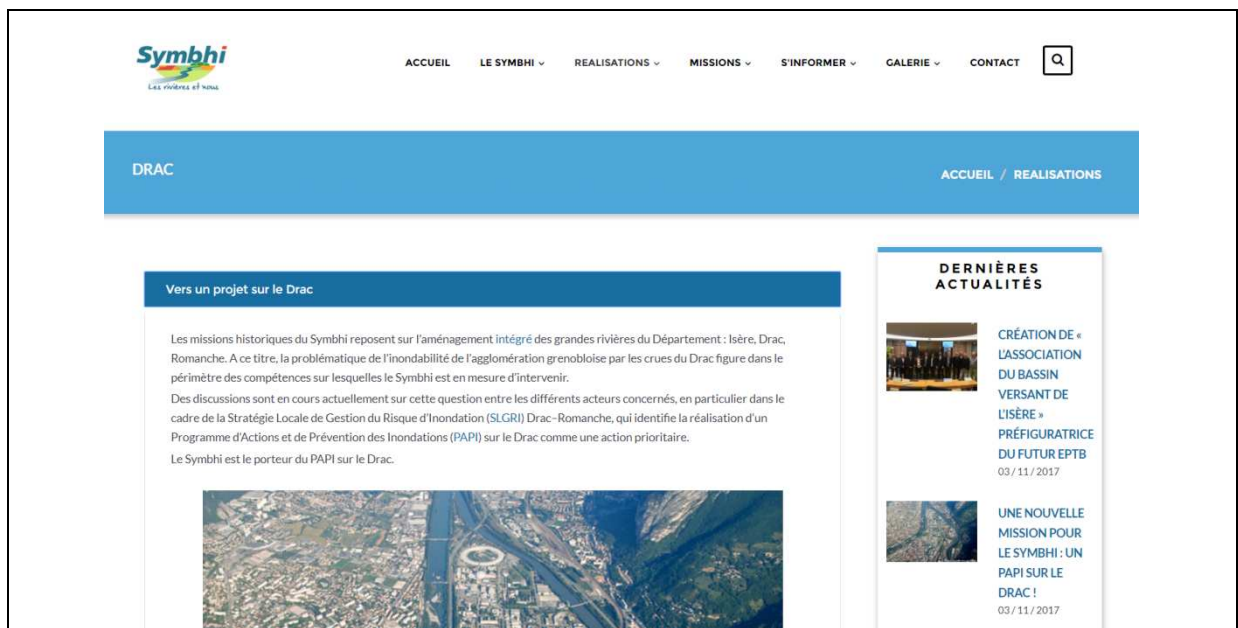 Symbhi
Les rivières et nous
ACCUEIL LE SYMBHI REALISATIONS MISSIONS S'INFORMER GALERIE CONTACT
DRAC
ACCUEIL / REALISATIONS
Vers un projet sur le Drac
Les missions historiques du Symbhi reposent sur l'aménagement intégré des grandes rivières du Département : Isère, Drac,
Romanche. A ce titre, la problématique de l'inondabilité de l'agglomération grenobloise par les crues du Drac figure dans le
périmètre des compétences sur lesquelles le Symbhi est en mesure d'intervenir.
Des discussions sont en cours actuellement sur cette question entre les différents acteurs concernés, en particulier dans le
cadre de la Stratégie Locale de Gestion du Risque d'Inondation (SLGRI) Drac–Romanche, qui identifie la réalisation d'un
Programme d'Actions et de Prévention des Inondations (PAPI) sur le Drac comme une action prioritaire.
Le Symbhi est le porteur du PAPI sur le Drac.
DERNIÈRES
ACTUALITÉS
CRÉATION DE «
L'ASSOCIATION
DU BASSIN
VERSANT DE
L'ISÈRE »
PRÉFIGURATRICE
DU FUTUR EPTB
03/11/2017
UNE NOUVELLE
MISSION POUR
LE SYMBHI : UN
PAPI SUR LE
DRAC !
03/11/2017